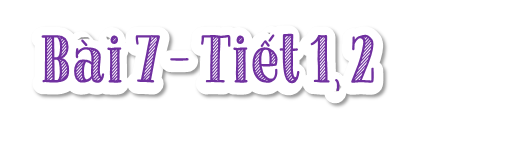 Bài 7 - Tiết 1, 2